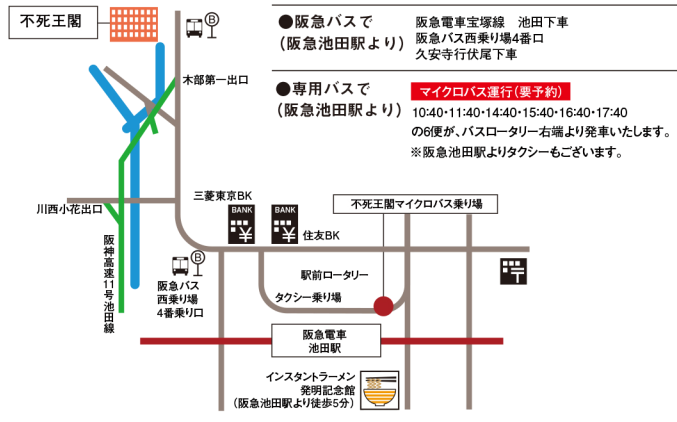 不死王閣
Ⓑ
●阪急バスで
(阪急池田駅より)
阪急電車宝塚線　池田下車
阪急バス西乗り場4番口
久安寺行伏尾下車
●専用バスで
(阪急池田駅より)
マイクロバス運行(要予約)
10:40・11:40・14:40・15:40・16:40・17:40
の6便が、バスロータリー右端より発車いたします。
※阪急池田駅よりタクシーもございます。
木部第一出口
三菱東京BK
BANK
BANK
住友BK
不死王閣マイクロバス乗り場
川西小花出口
阪神高速11号池田線
Ⓑ
阪急バス
西乗り場
4番乗り口
駅前ロータリー
タクシー乗り場
〒
阪急電車
池田駅
インスタントラーメン
発明記念館
(阪急池田駅より徒歩5分)